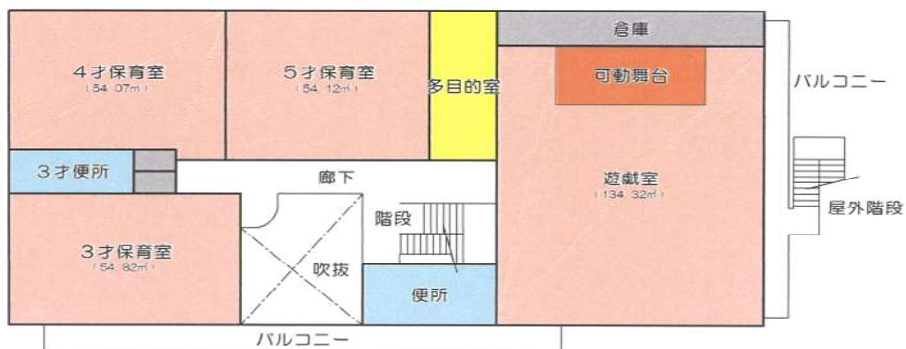 倉庫
4才保育室
(54.07㎡)
5才保育室
(54.12㎡)
多目的室
可動舞台
バルコニー
3才便所
廊下
遊戯室
(134.32㎡)
階段
屋外階段
3才保育室
(54.82㎡)
吹抜
便所
バルコニー